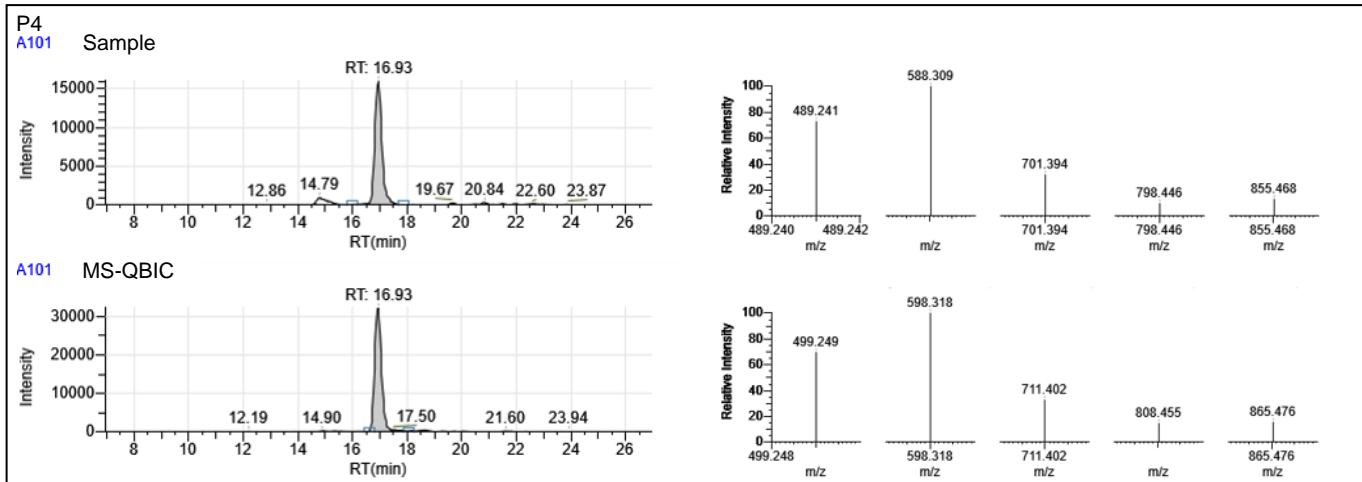 P4
A101 Sample
RT: 16.93
15000
10000
5000
0
Intensity
12.86 14.79 19.67 20.84 22.60 23.87
8 10 12 14 16 18 20 22 24 26
RT(min)
100
80
60
40
20
0
Relative Intensity
489.241
588.309
701.394
798.446
855.468
489.240 489.242 701.394 798.446 855.468
m/z m/z m/z m/z m/z
A101 MS-QBIC
RT: 16.93
30000
20000
10000
0
Intensity
12.19 14.90 17.50 21.60 23.94
8 10 12 14 16 18 20 22 24 26
RT(min)
100
80
60
40
20
0
Relative Intensity
499.249
598.318
711.402
808.455
865.476
499.248 598.318 711.402 865.476
m/z m/z m/z m/z m/z